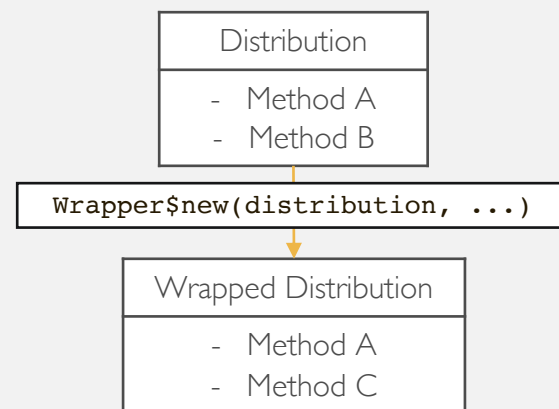 Distribution
- Method A
- Method B
Wrapper$new(distribution, ...)
Wrapped Distribution
- Method A
- Method C